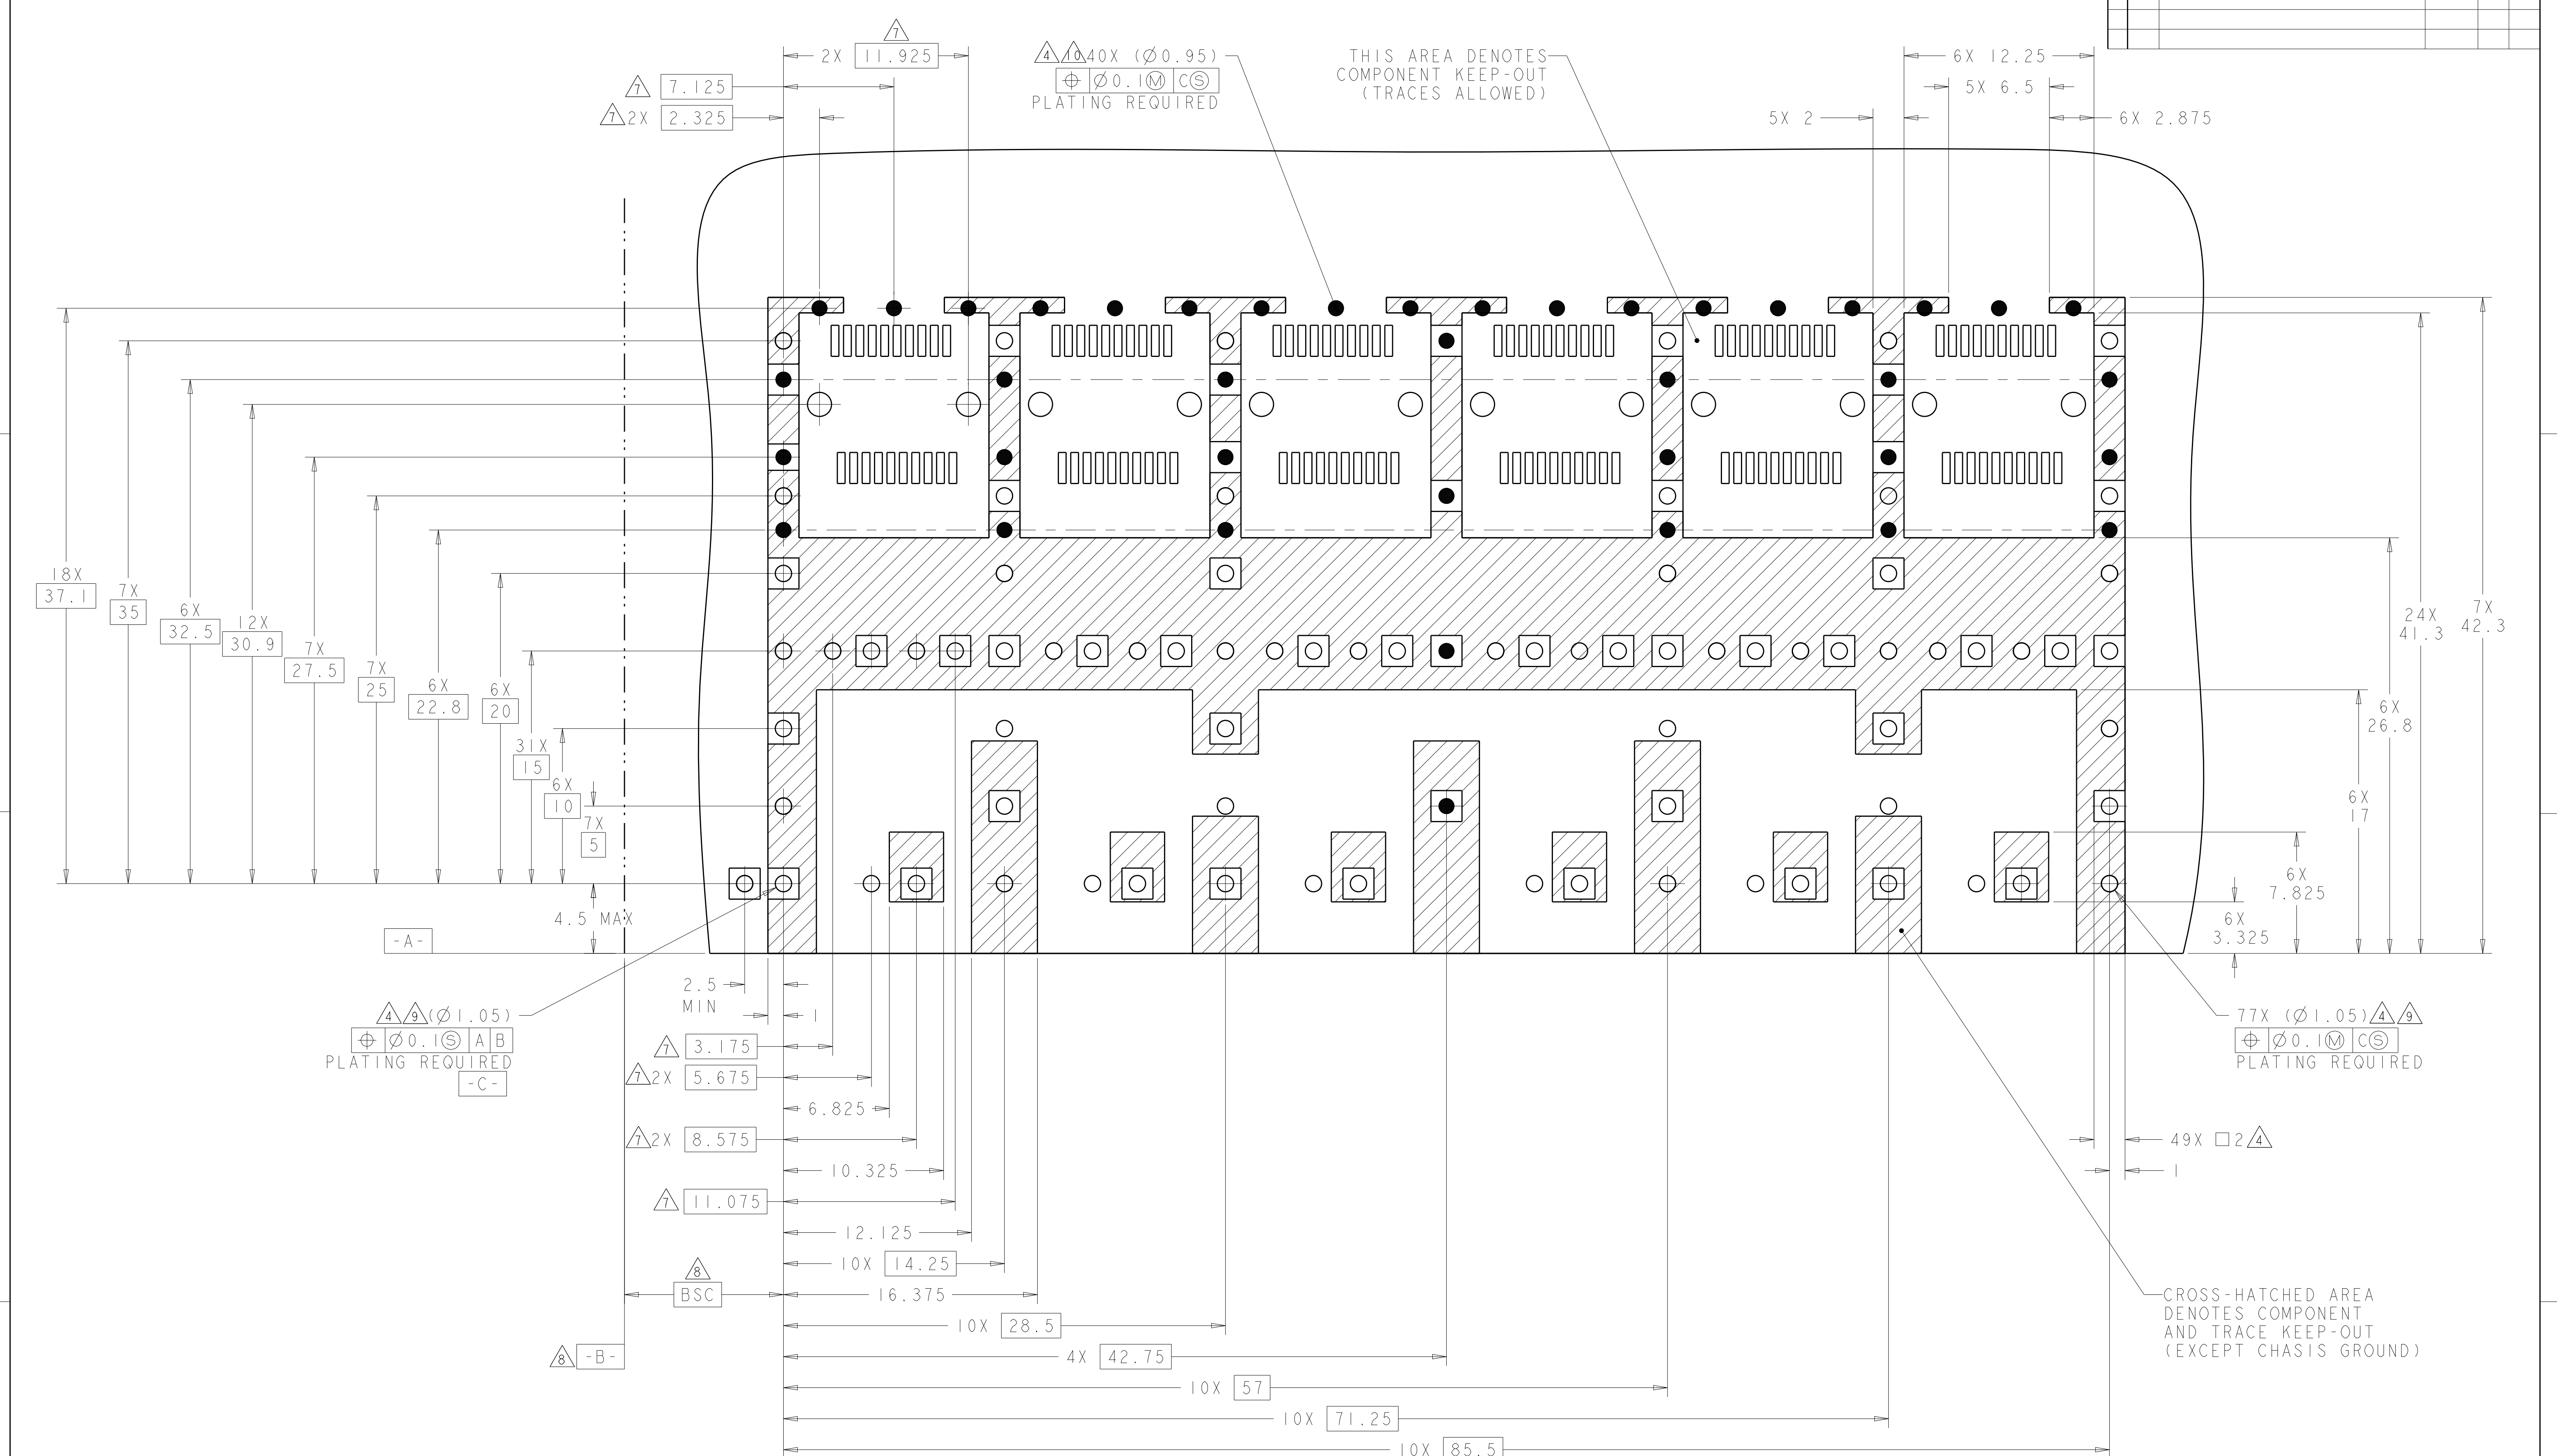 7
2X 11.925
7 7.125
7 2X 2.325
4 10 40X (Ø0.95)
⌖ Ø0.1Ⓜ CⓈ
PLATING REQUIRED
THIS AREA DENOTES
COMPONENT KEEP-OUT
(TRACES ALLOWED)
6X 12.25
5X 6.5
5X 2
6X 2.875
18X
37.1
7X
35
6X
32.5
12X
30.9
7X
27.5
7X
25
6X
22.8
6X
20
31X
15
6X
10
7X
5
4.5 MAX
-A-
24X
41.3
7X
42.3
6X
26.8
6X
17
6X
7.825
6X
3.325
2.5
MIN
1
4 9 (Ø1.05)
⌖ Ø0.1Ⓢ A B
PLATING REQUIRED
-C-
7 3.175
7 2X 5.675
6.825
7 2X 8.575
10.325
7 11.075
12.125
10X 14.25
8
BSC
16.375
10X 28.5
8 -B-
4X 42.75
10X 57
10X 71.25
10X 85.5
77X (Ø1.05) 4 9
⌖ Ø0.1Ⓜ CⓈ
PLATING REQUIRED
49X □2 4
1
CROSS-HATCHED AREA
DENOTES COMPONENT
AND TRACE KEEP-OUT
(EXCEPT CHASIS GROUND)